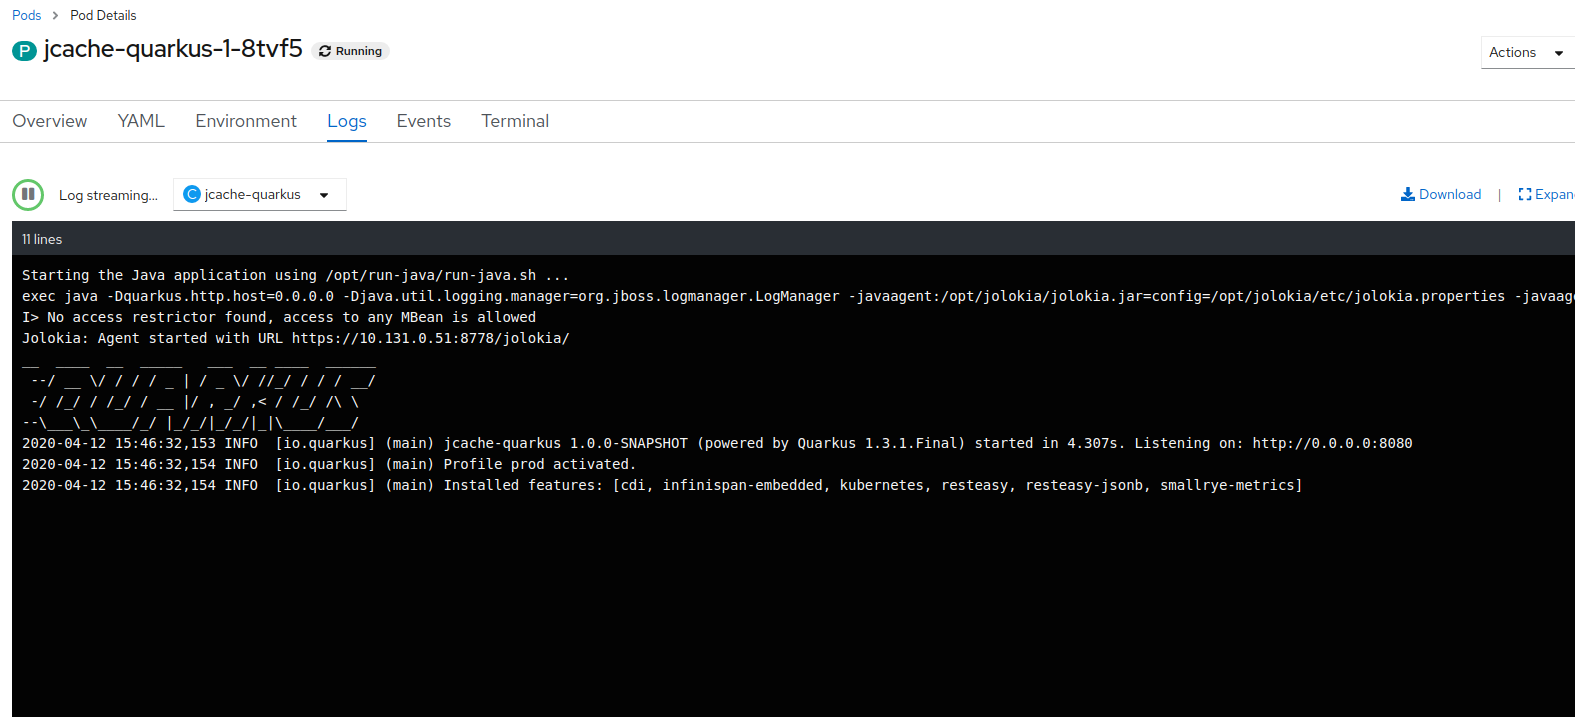 Pods > Pod Details
P jcache-quarkus-1-8tvf5 Running
Actions
Overview YAML Environment Logs Events Terminal
Log streaming... C jcache-quarkus Download | Expan
11 lines
Starting the Java application using /opt/run-java/run-java.sh ...
exec java -Dquarkus.http.host=0.0.0.0 -Djava.util.logging.manager=org.jboss.logmanager.LogManager -javaagent:/opt/jolokia/jolokia.jar=config=/opt/jolokia/etc/jolokia.properties -javaage
I> No access restrictor found, access to any MBean is allowed
Jolokia: Agent started with URL https://10.131.0.51:8778/jolokia/
__  ____  __  _____   ___  __ ____  ______
 --/ __ \/ / / / _ | / _ \/ //_/ / / / __/
 -/ /_/ / /_/ / __ |/ , _/ ,< / /_/ /\ \
--\___\_\____/_/ |_/_/|_/_/|_|\____/___/
2020-04-12 15:46:32,153 INFO  [io.quarkus] (main) jcache-quarkus 1.0.0-SNAPSHOT (powered by Quarkus 1.3.1.Final) started in 4.307s. Listening on: http://0.0.0.0:8080
2020-04-12 15:46:32,154 INFO  [io.quarkus] (main) Profile prod activated.
2020-04-12 15:46:32,154 INFO  [io.quarkus] (main) Installed features: [cdi, infinispan-embedded, kubernetes, resteasy, resteasy-jsonb, smallrye-metrics]